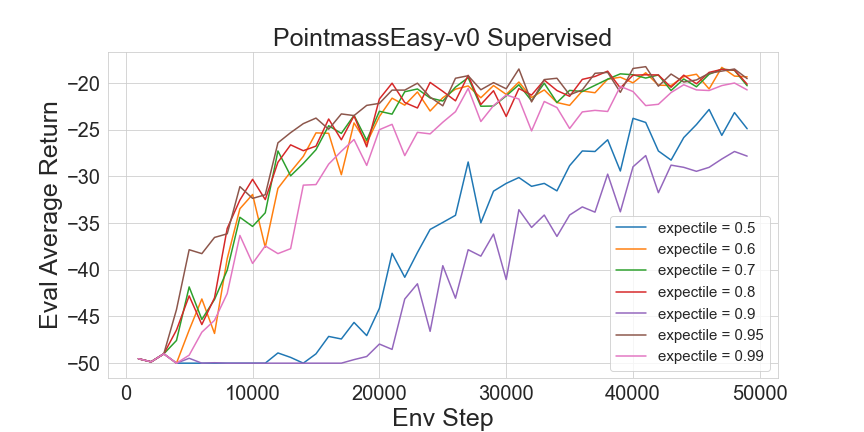 PointmassEasy-v0 Supervised
Eval Average Return
−20
−25
−30
−35
−40
−45
−50
0
10000
20000
30000
40000
50000
Env Step
expectile = 0.5
expectile = 0.6
expectile = 0.7
expectile = 0.8
expectile = 0.9
expectile = 0.95
expectile = 0.99